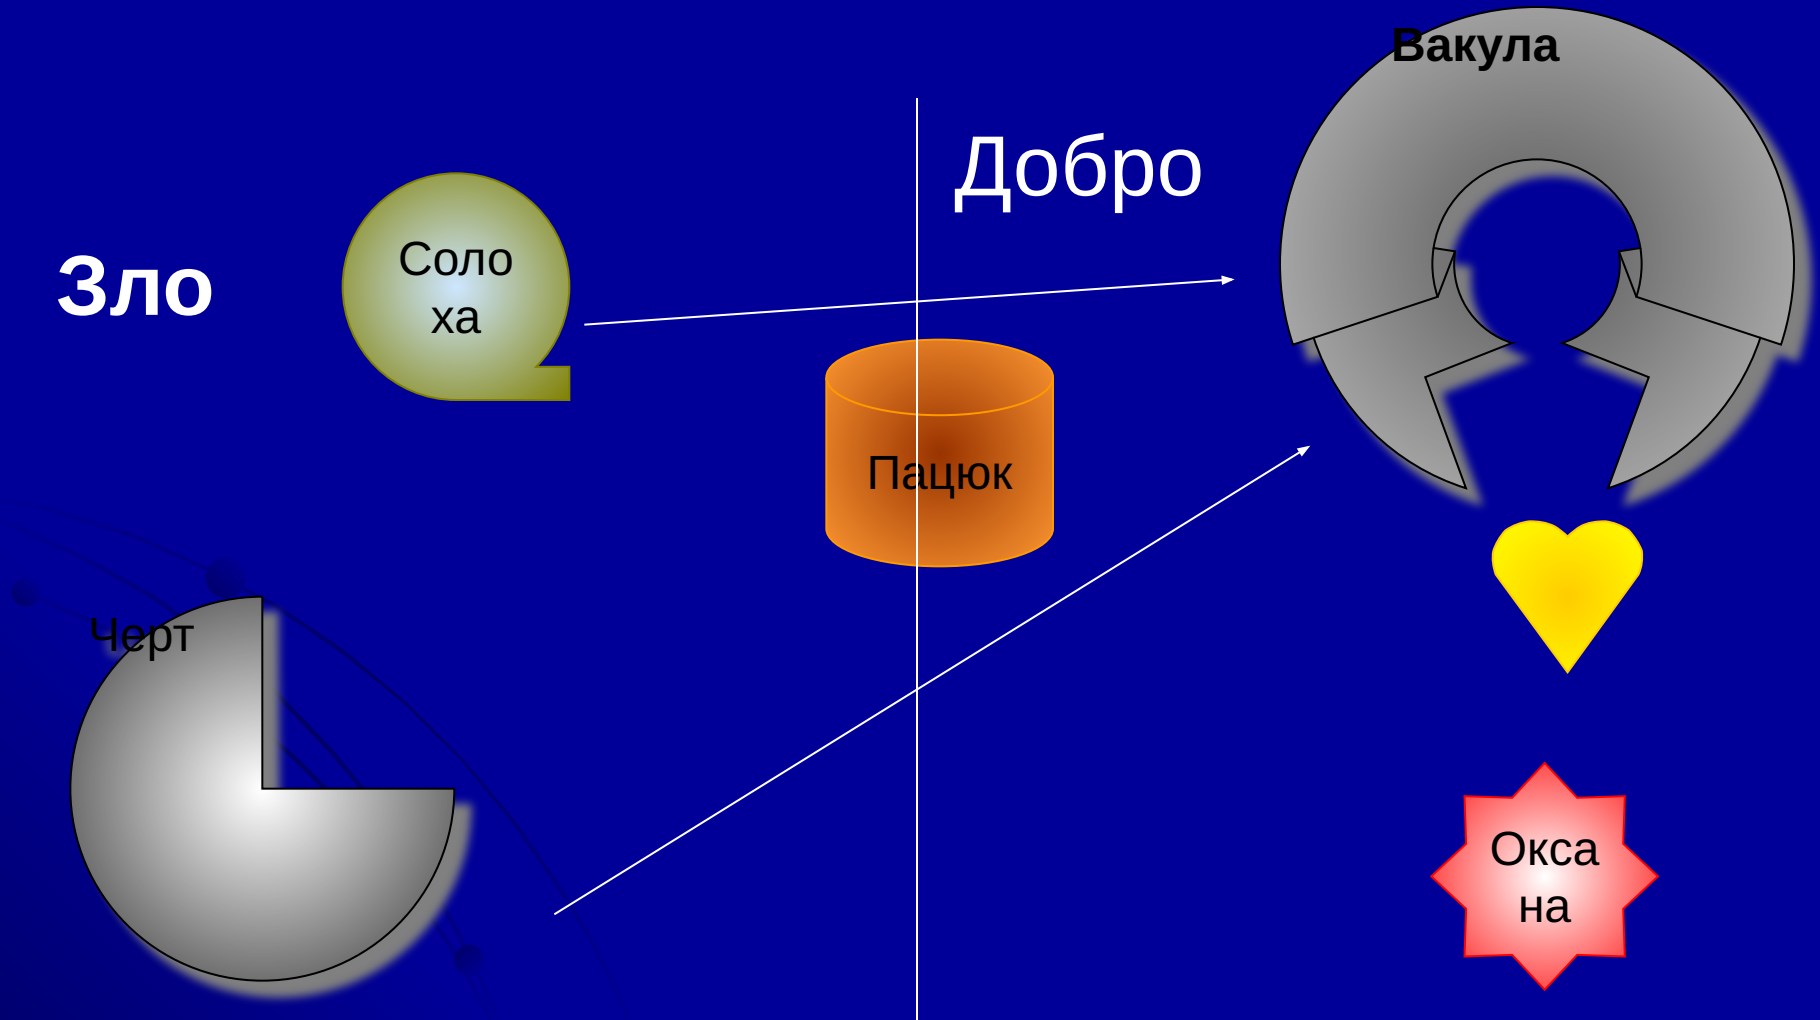 Вакула
Добро
Зло
Соло
ха
Пацюк
Черт
Окса
на